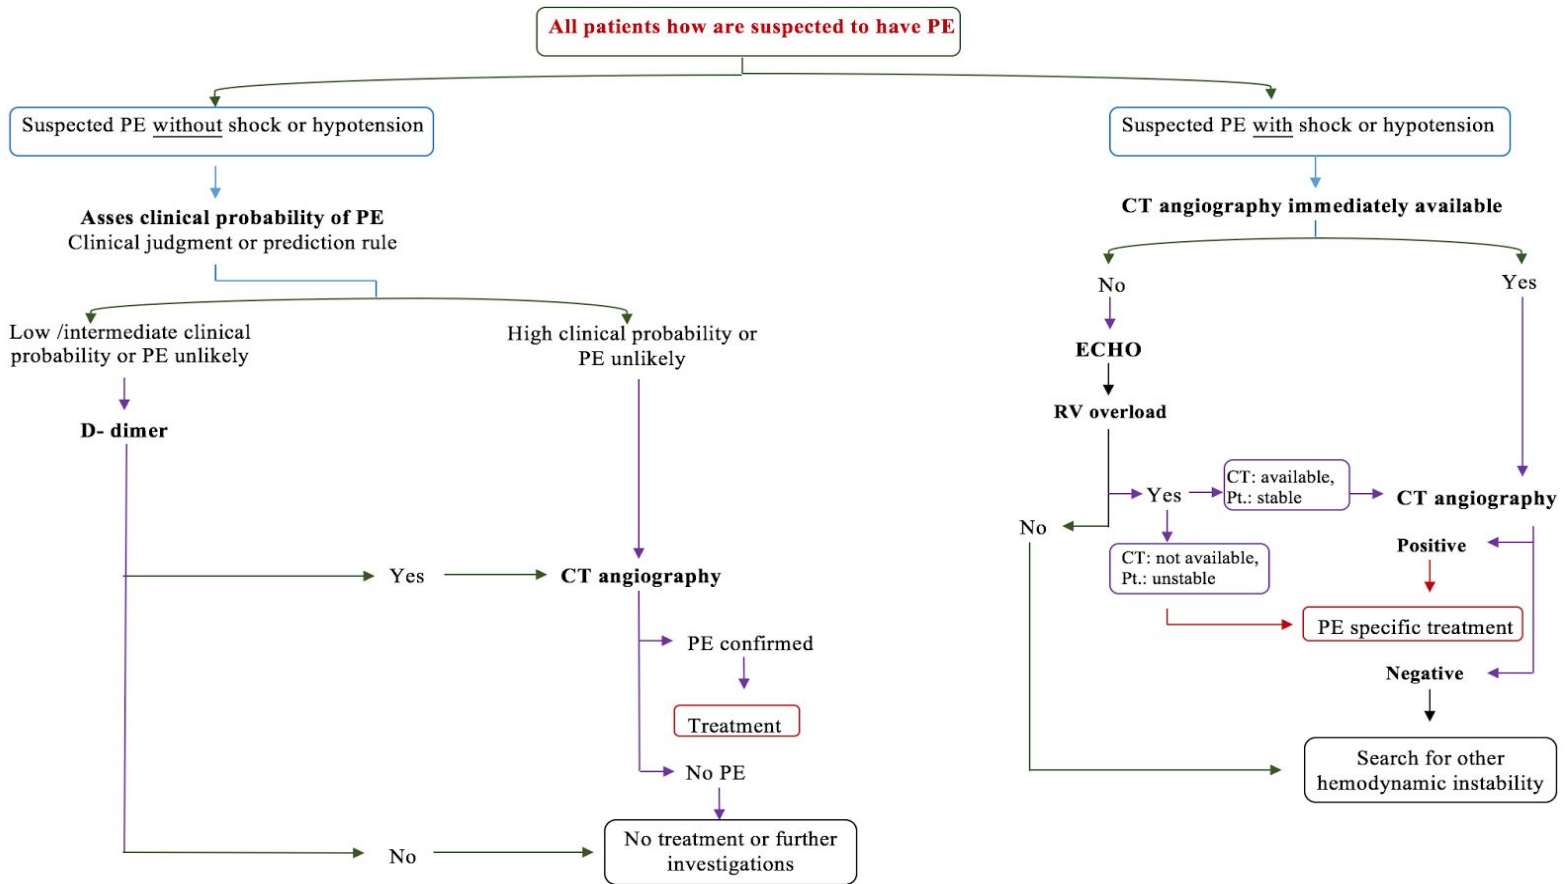 All patients how are suspected to have PE
Suspected PE without shock or hypotension
Asses clinical probability of PE
Clinical judgment or prediction rule
Low /intermediate clinical
probability or PE unlikely
High clinical probability or
PE unlikely
D- dimer
Yes
CT angiography
PE confirmed
Treatment
No PE
No
No treatment or further
investigations
Suspected PE with shock or hypotension
CT angiography immediately available
No
Yes
ECHO
RV overload
Yes
CT: available,
Pt.: stable
CT angiography
No
CT: not available,
Pt.: unstable
Positive
PE specific treatment
Negative
Search for other
hemodynamic instability